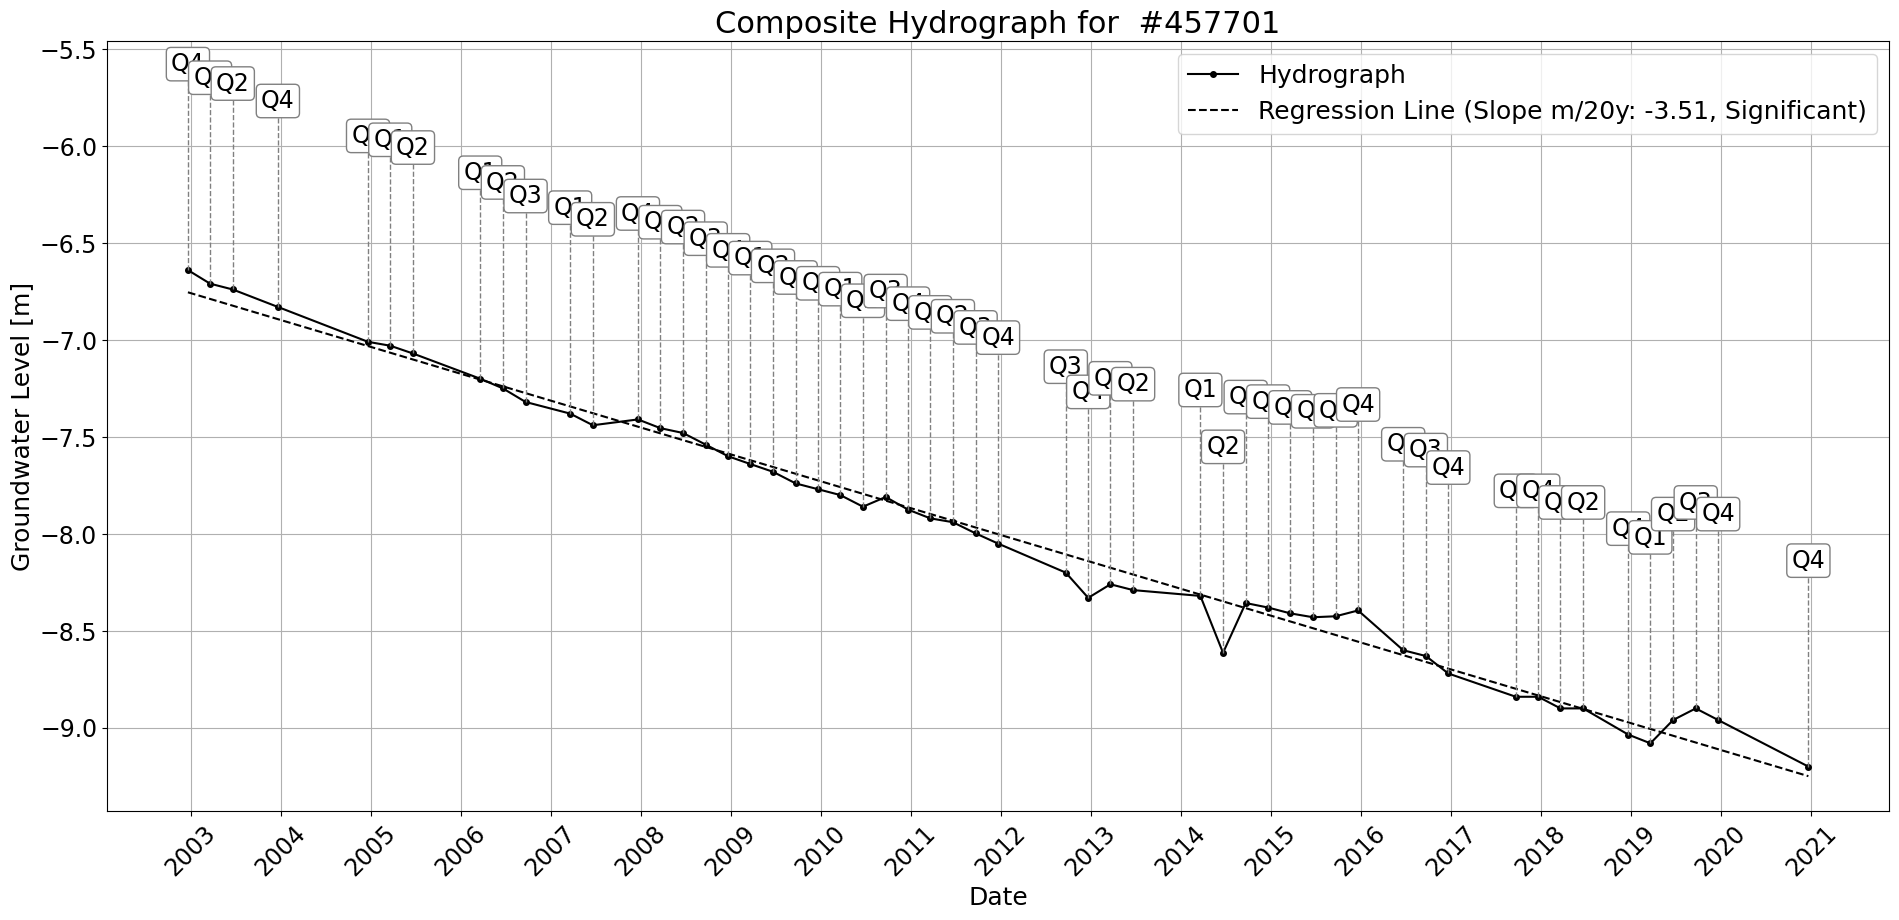 Composite Hydrograph for  #457701
Hydrograph
Regression Line (Slope m/20y: -3.51, Significant)
Groundwater Level [m]
−5.5
−6.0
−6.5
−7.0
−7.5
−8.0
−8.5
−9.0
Q4
Q2
Q4
Q2
Q3
Q2
Q4
Q3
Q2
Q1
Q2
Q4
Q4
Q2
Q1
Q4
Q4
2003
2004
2005
2006
2007
2008
2009
2010
2011
2012
2013
2014
2015
2016
2017
2018
2019
2020
2021
Date